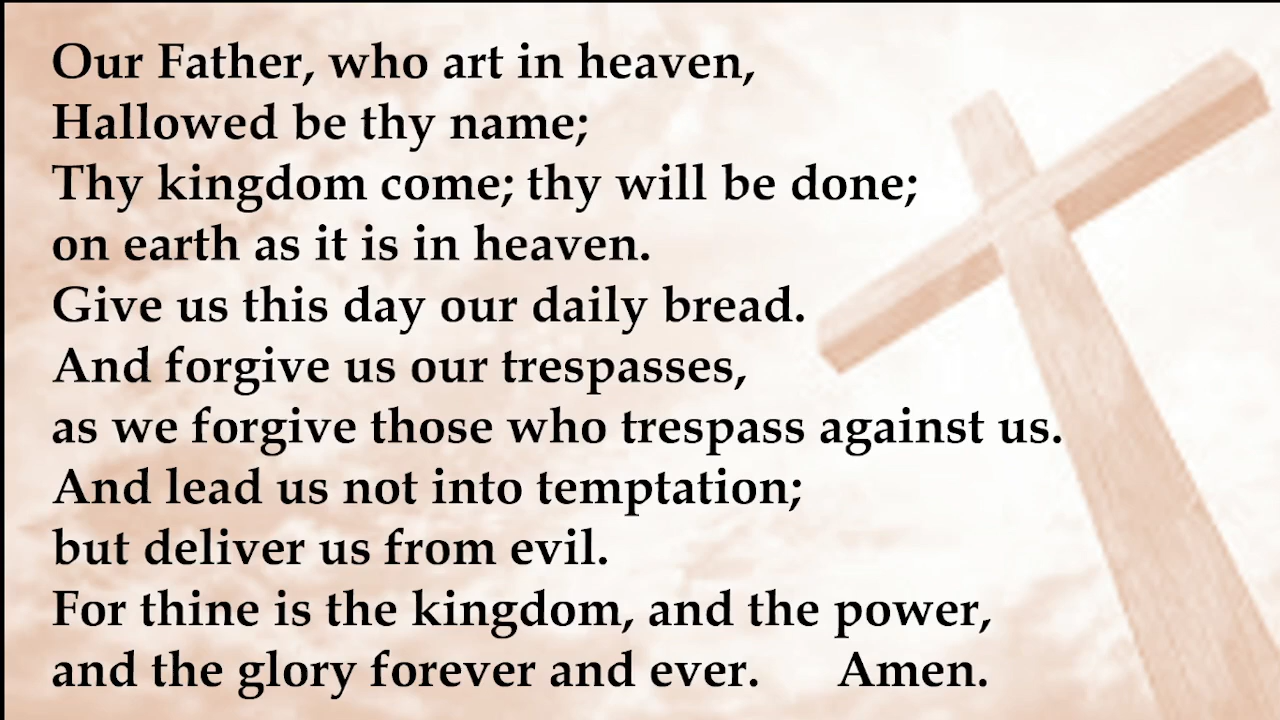 Our Father, who art in heaven,
Hallowed be thy name;
Thy kingdom come; thy will be done;
on earth as it is in heaven.
Give us this day our daily bread.
And forgive us our trespasses,
as we forgive those who trespass against us.
And lead us not into temptation;
but deliver us from evil.
For thine is the kingdom, and the power,
and the glory forever and ever. Amen.